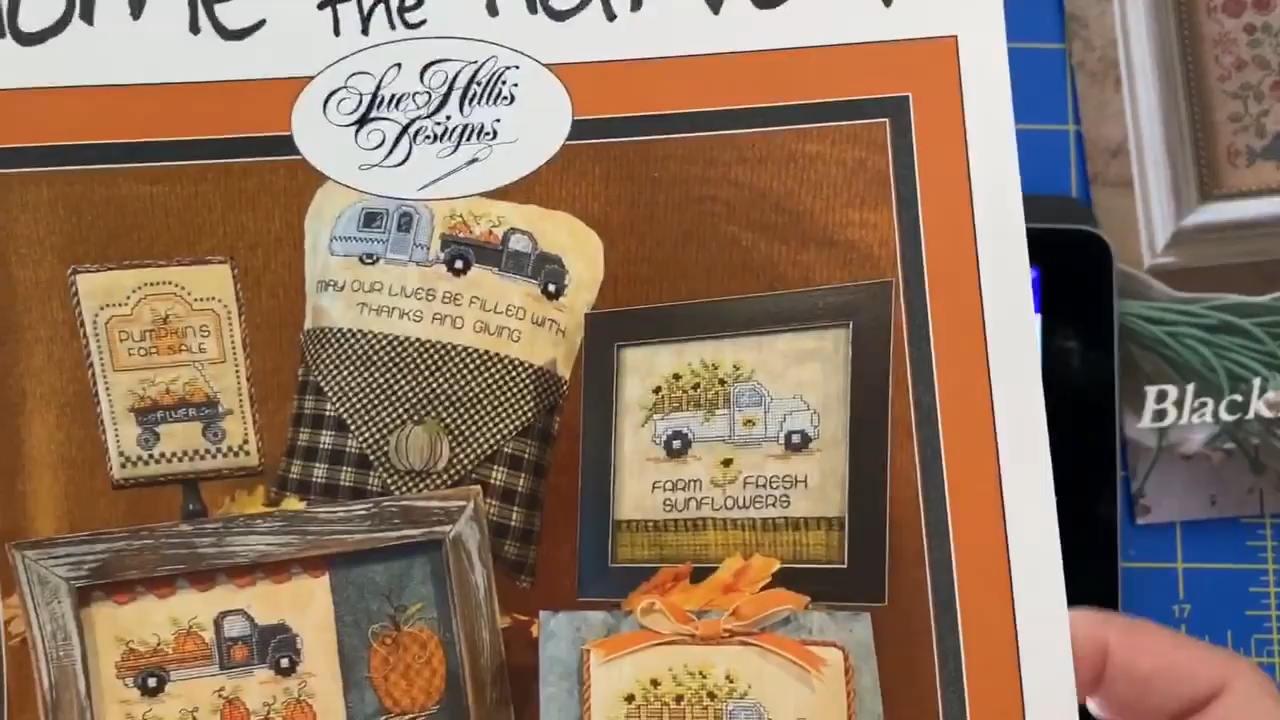 the
Sue Hillis
Designs
PUMPKINS
FOR SALE
FLYER
MAY OUR LIVES BE FILLED WITH
THANKS AND GIVING
FARM FRESH
SUNFLOWERS
Black
17